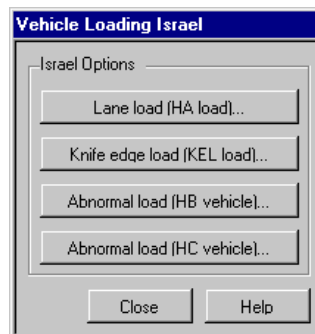 Vehicle Loading Israel
Israel Options
Lane load (HA load)...
Knife edge load (KEL load)...
Abnormal load (HB vehicle)...
Abnormal load (HC vehicle)...
Close Help